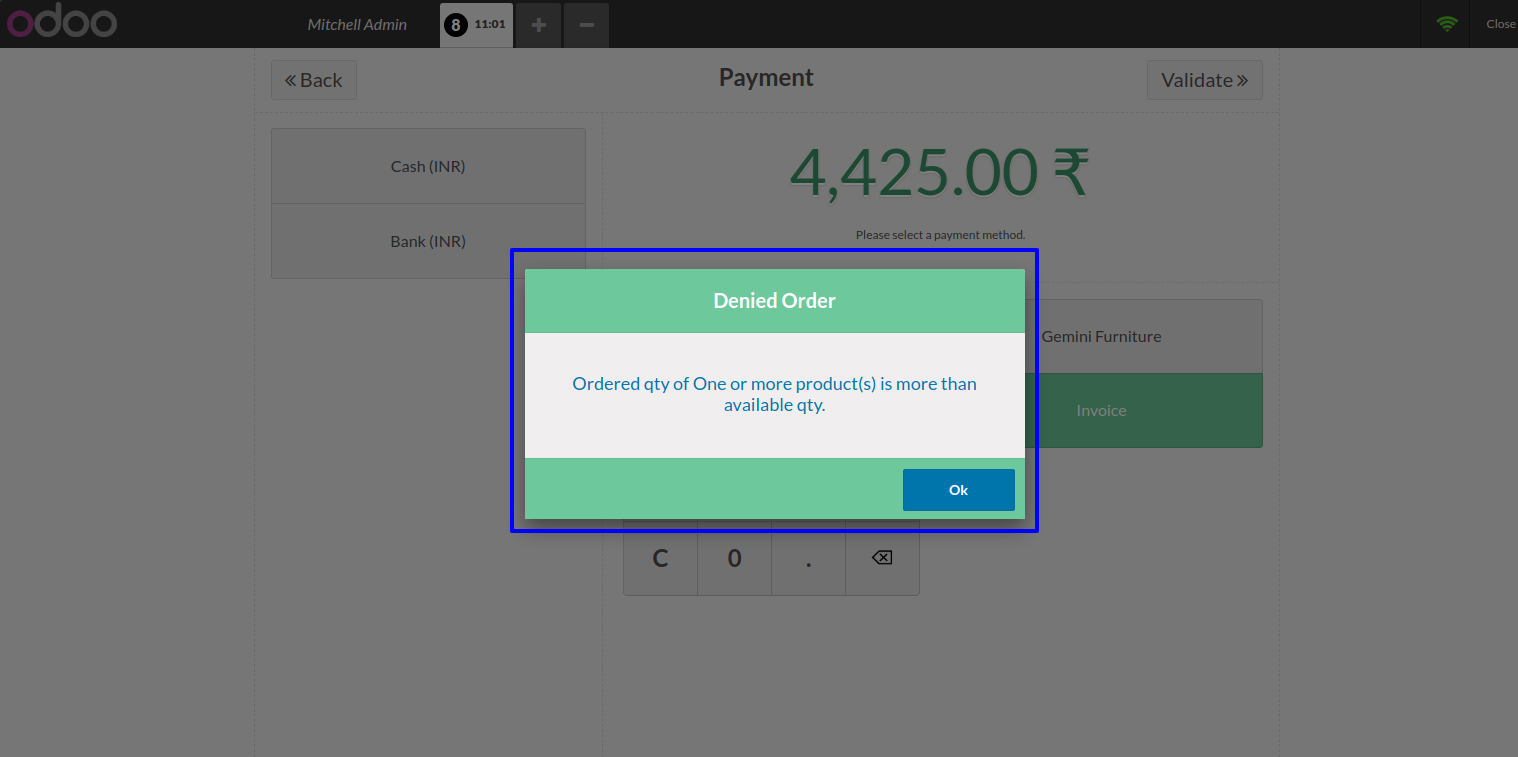 odoo
Mitchell Admin
8 11:01
+
−
Close
« Back
Payment
Validate »
Cash (INR)
Bank (INR)
4,425.00 ₹
Please select a payment method.
Denied Order
Ordered qty of One or more product(s) is more than
available qty.
Ok
Gemini Furniture
Invoice
C 0 .